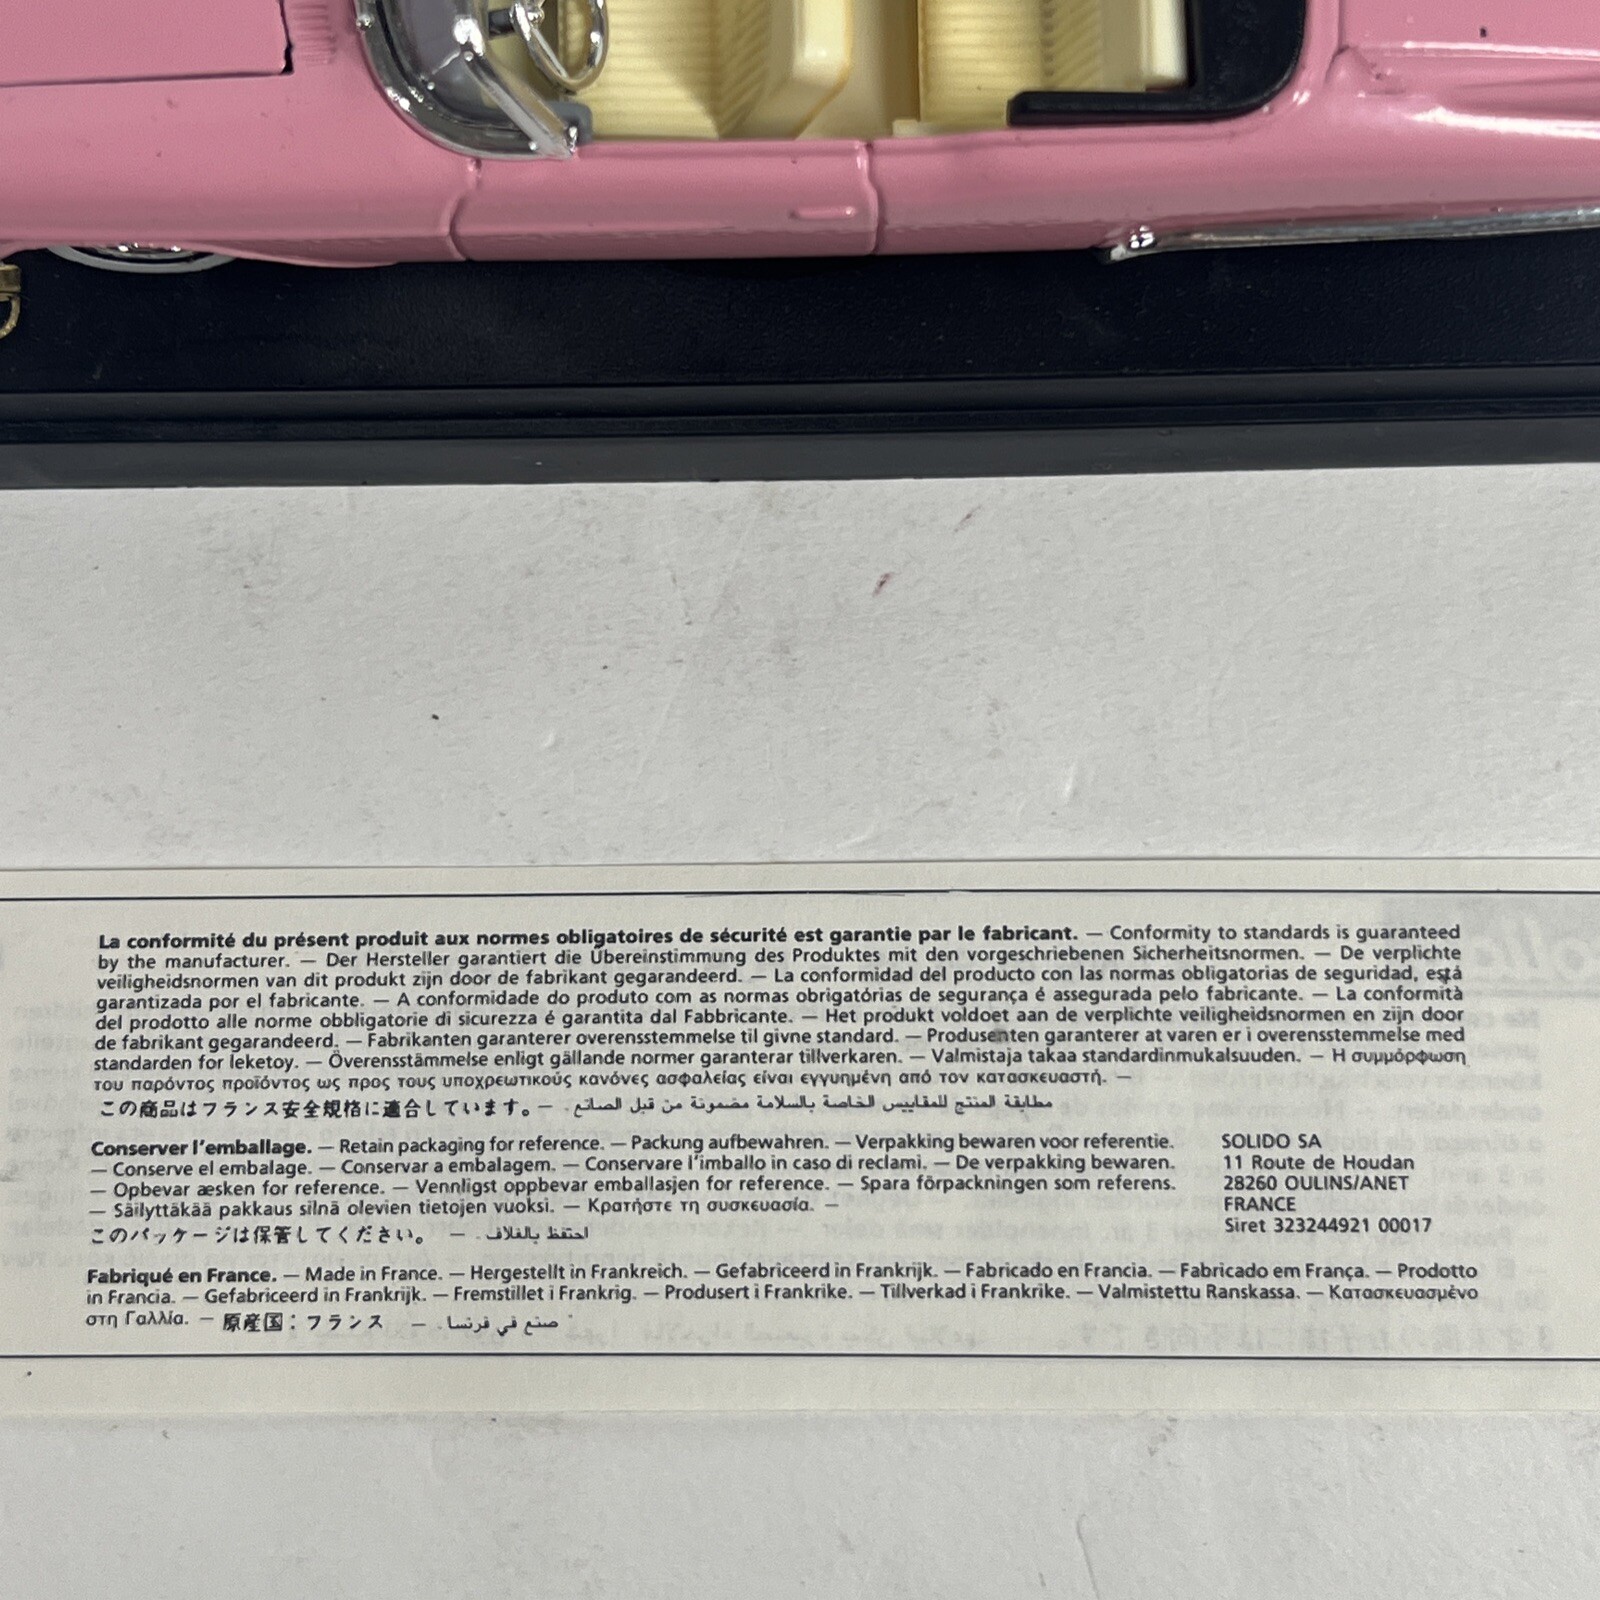 La conformité du présent produit aux normes obligatoires de sécurité est garantie par le fabricant. — Conformity to standards is guaranteed
by the manufacturer. — Der Hersteller garantiert die Übereinstimmung des Produktes mit den vorgeschriebenen Sicherheitsnormen. — De verplichte
veiligheidsnormen van dit produkt zijn door de fabrikant gegarandeerd. — La conformidad del producto con las normas obligatorias de seguridad, está
garantizada por el fabricante. — A conformidade do produto com as normas obrigatórias de segurança é assegurada pelo fabricante. — La conformità
del prodotto alle norme obbligatorie di sicurezza é garantita dal Fabbricante. — Het produkt voldoet aan de verplichte veiligheidsnormen en zijn door
de fabrikant gegarandeerd. — Fabrikanten garanterer overensstemmelse til givne standard. — Produsenten garanterer at varen er i overensstemmelse med
standarden for leketoy. — Överensstämmelse enligt gällande normer garanterar tillverkaren. — Valmistaja takaa standardinmukalsuuden. — Η συμμόρφωση
του παρόντος προϊόντος ως προς τους υποχρεωτικούς κανόνες ασφαλείας είναι εγγυημένη από τον κατασκευαστή. —
この商品はフランス安全規格に適合しています。— مطابقة المنتج للمقاييس الخاصة بالسلامة مضمونة من قبل الصانع.
Conserver l'emballage. — Retain packaging for reference. — Packung aufbewahren. — Verpakking bewaren voor referentie.
— Conserve el embalage. — Conservar a embalagem. — Conservare l'imballo in caso di reclami. — De verpakking bewaren.
— Opbevar æsken for reference. — Vennligst oppbevar emballasjen for reference. — Spara förpackningen som referens.
— Säilyttäkää pakkaus silnä olevien tietojen vuoksi. — Κρατήστε τη συσκευασία. —
このパッケージは保管してください。 — احتفظ بالغلاف.
SOLIDO SA
11 Route de Houdan
28260 OULINS/ANET
FRANCE
Siret 323244921 00017
Fabriqué en France. — Made in France. — Hergestellt in Frankreich. — Gefabriceerd in Frankrijk. — Fabricado en Francia. — Fabricado em França. — Prodotto
in Francia. — Gefabriceerd in Frankrijk. — Fremstillet i Frankrig. — Produsert i Frankrike. — Tillverkad i Frankrike. — Valmistettu Ranskassa. — Κατασκευασμένο
στη Γαλλία. — 原産国：フランス — صنع في فرنسا.